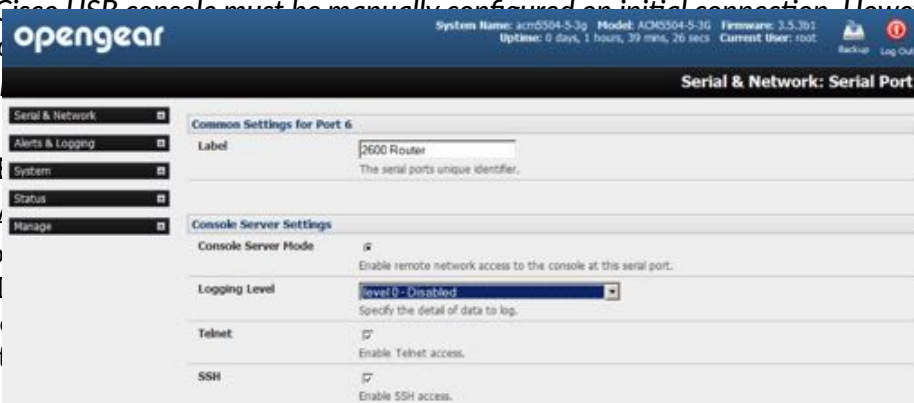 Cisco USB console must be manually configured on initial connection. Howe
opengear
System Name: acm5504-5-3g Model: ACM5504-5-3G Firmware: 3.5.3b1
Uptime: 0 days, 1 hours, 39 mins, 26 secs Current User: root
Backup Log Out
Serial & Network: Serial Port
Serial & Network
Alerts & Logging
System
Status
Manage
Common Settings for Port 6
Label
2600 Router
The serial ports unique identifier.
Console Server Settings
Console Server Mode
Enable remote network access to the console at this serial port.
Logging Level
level 0 - Disabled
Specify the detail of data to log.
Telnet
Enable Telnet access.
SSH
Enable SSH access.